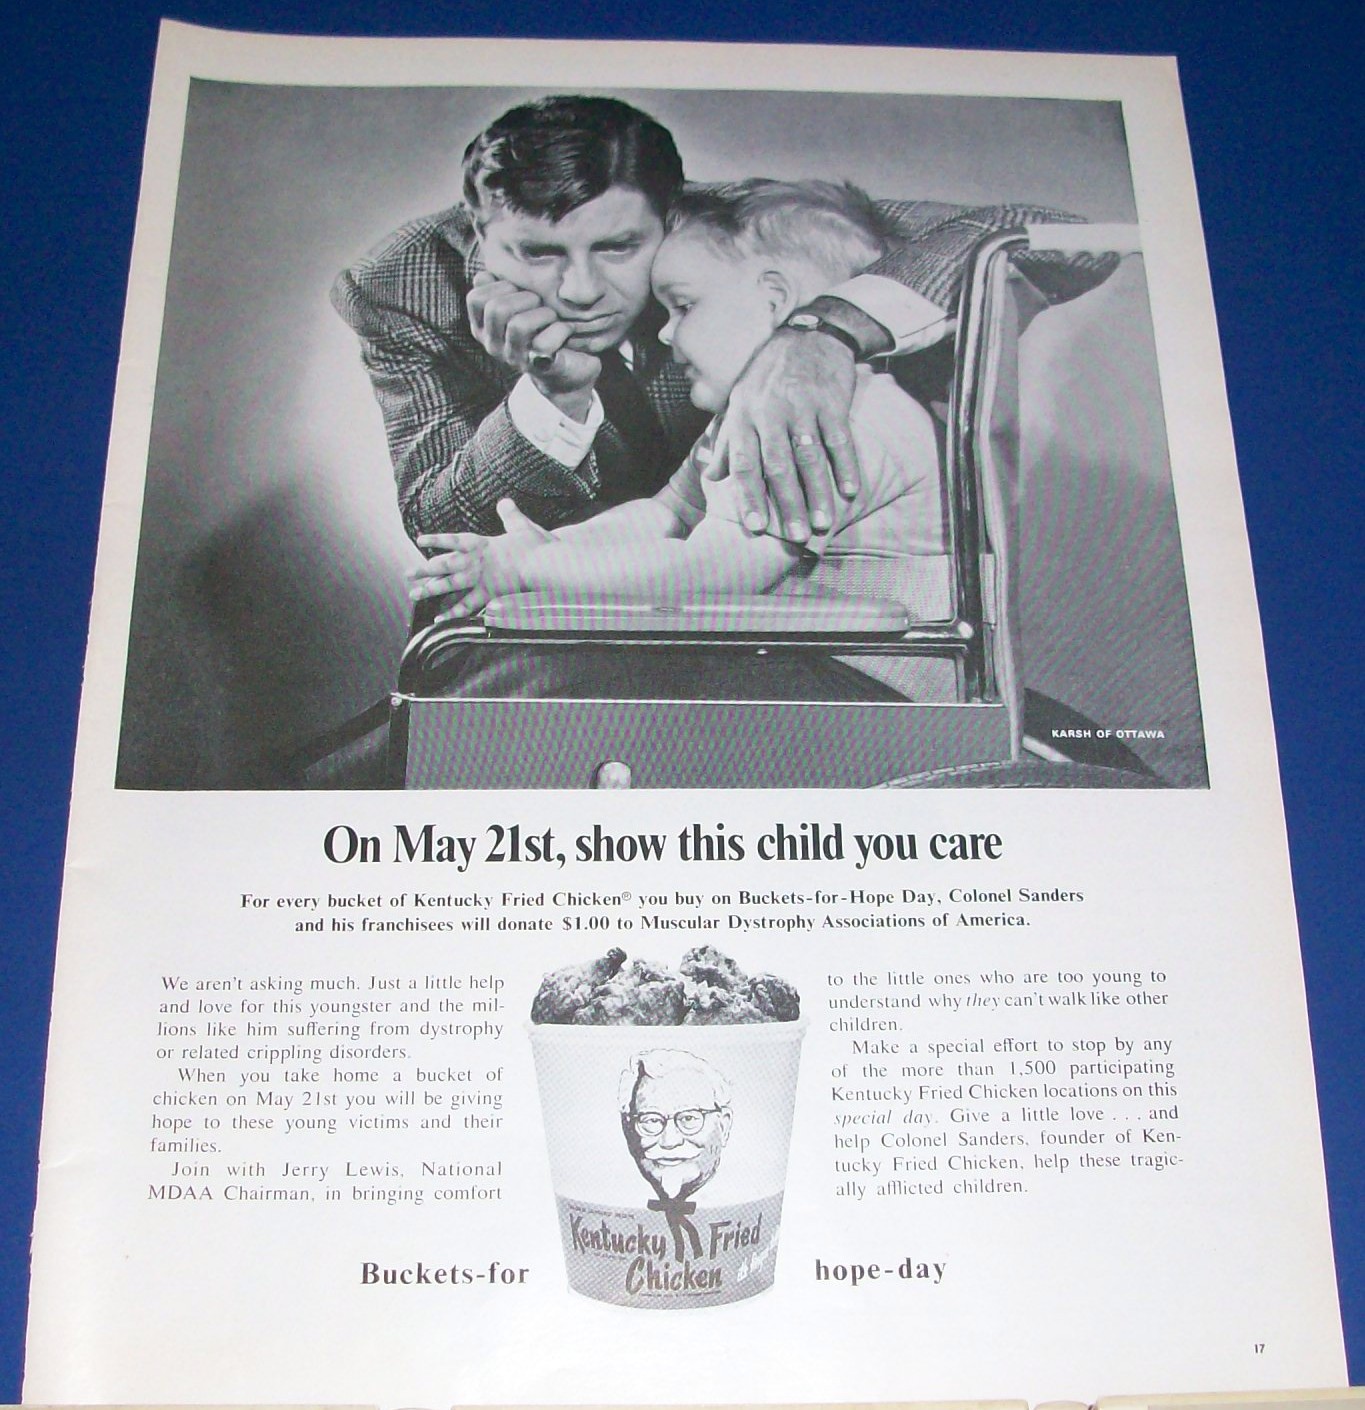 KARSH OF OTTAWA
On May 21st, show this child you care
For every bucket of Kentucky Fried Chicken® you buy on Buckets-for-Hope Day, Colonel Sanders
and his franchisees will donate $1.00 to Muscular Dystrophy Associations of America.
We aren't asking much. Just a little help
and love for this youngster and the mil-
lions like him suffering from dystrophy
or related crippling disorders.
When you take home a bucket of
chicken on May 21st you will be giving
hope to these young victims and their
families.
Join with Jerry Lewis, National
MDAA Chairman, in bringing comfort
to the little ones who are too young to
understand why they can't walk like other
children.
Make a special effort to stop by any
of the more than 1,500 participating
Kentucky Fried Chicken locations on this
special day. Give a little love . . . and
help Colonel Sanders, founder of Ken-
tucky Fried Chicken, help these tragic-
ally afflicted children.
Kentucky Fried
Chicken
Buckets-for hope-day
17